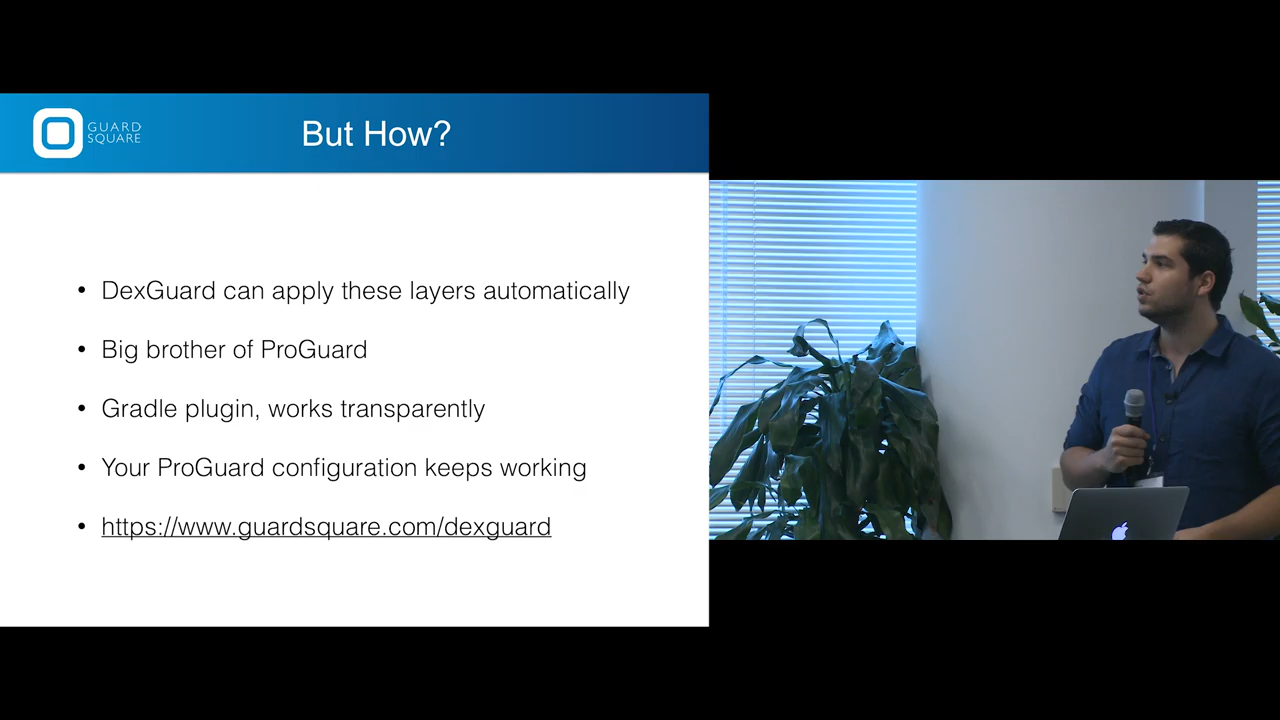 GUARD
SQUARE
But How?
• DexGuard can apply these layers automatically
• Big brother of ProGuard
• Gradle plugin, works transparently
• Your ProGuard configuration keeps working
• https://www.guardsquare.com/dexguard